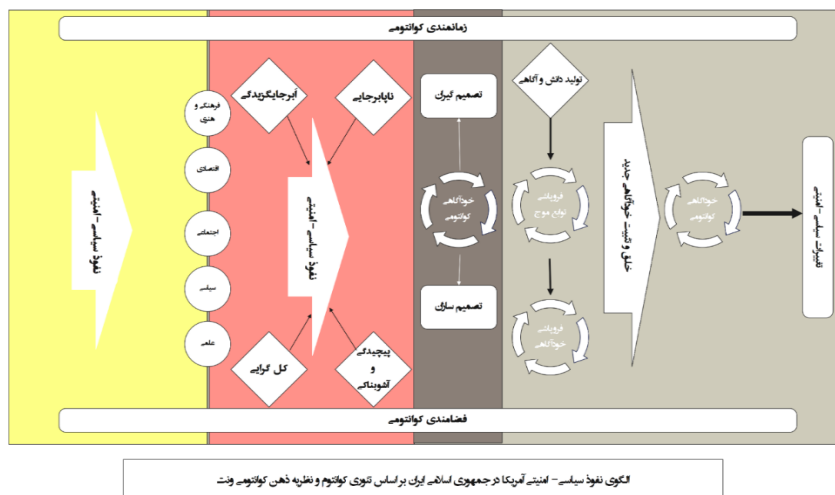 زمانمندی کوانتومی
نفوذ سیاسی - امنیتی
فرهنگی و
هنری
اقتصادی
اجتماعی
سیاسی
علمی
اَبرجایگزیدگی
ناپابرجایی
نفوذ سیاسی - امنیتی
کل گرایی
پیچیدگی
و
آشوبناکی
تصمیم گیران
خودآگاهی
کوانتومی
تصمیم سازان
تولید دانش و آگاهی
فروپاشی
توابع موج
فروپاشی
خودآگاهی
خلق و تثبیت خودآگاهی جدید
خودآگاهی
کوانتومی
تغییرات سیاسی - امنیتی
فضامندی کوانتومی
الگوی نفوذ سیاسی - امنیتی آمریکا در جمهوری اسلامی ایران بر اساس تئوری کوانتوم و نظریه ذهن کوانتومی ونت